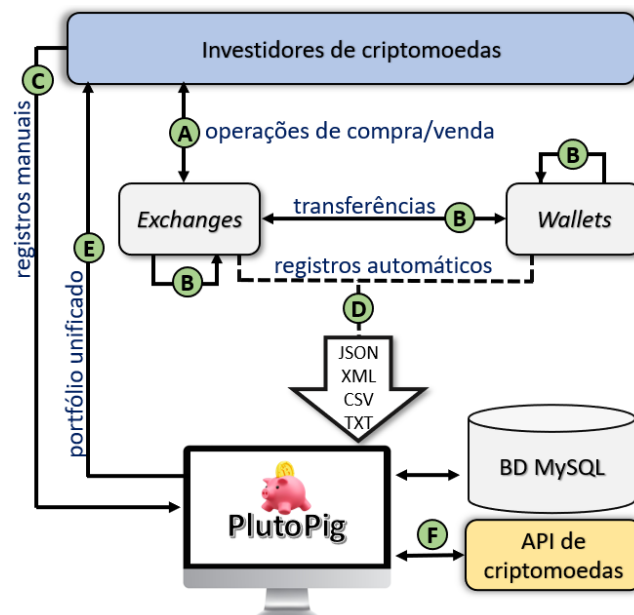 Investidores de criptomoedas
C
A
operações de compra/venda
registros manuais
B
Exchanges
transferências
B
Wallets
E
B
registros automáticos
portfólio unificado
D
JSON
XML
CSV
TXT
BD MySQL
PlutoPig
F
API de
criptomoedas